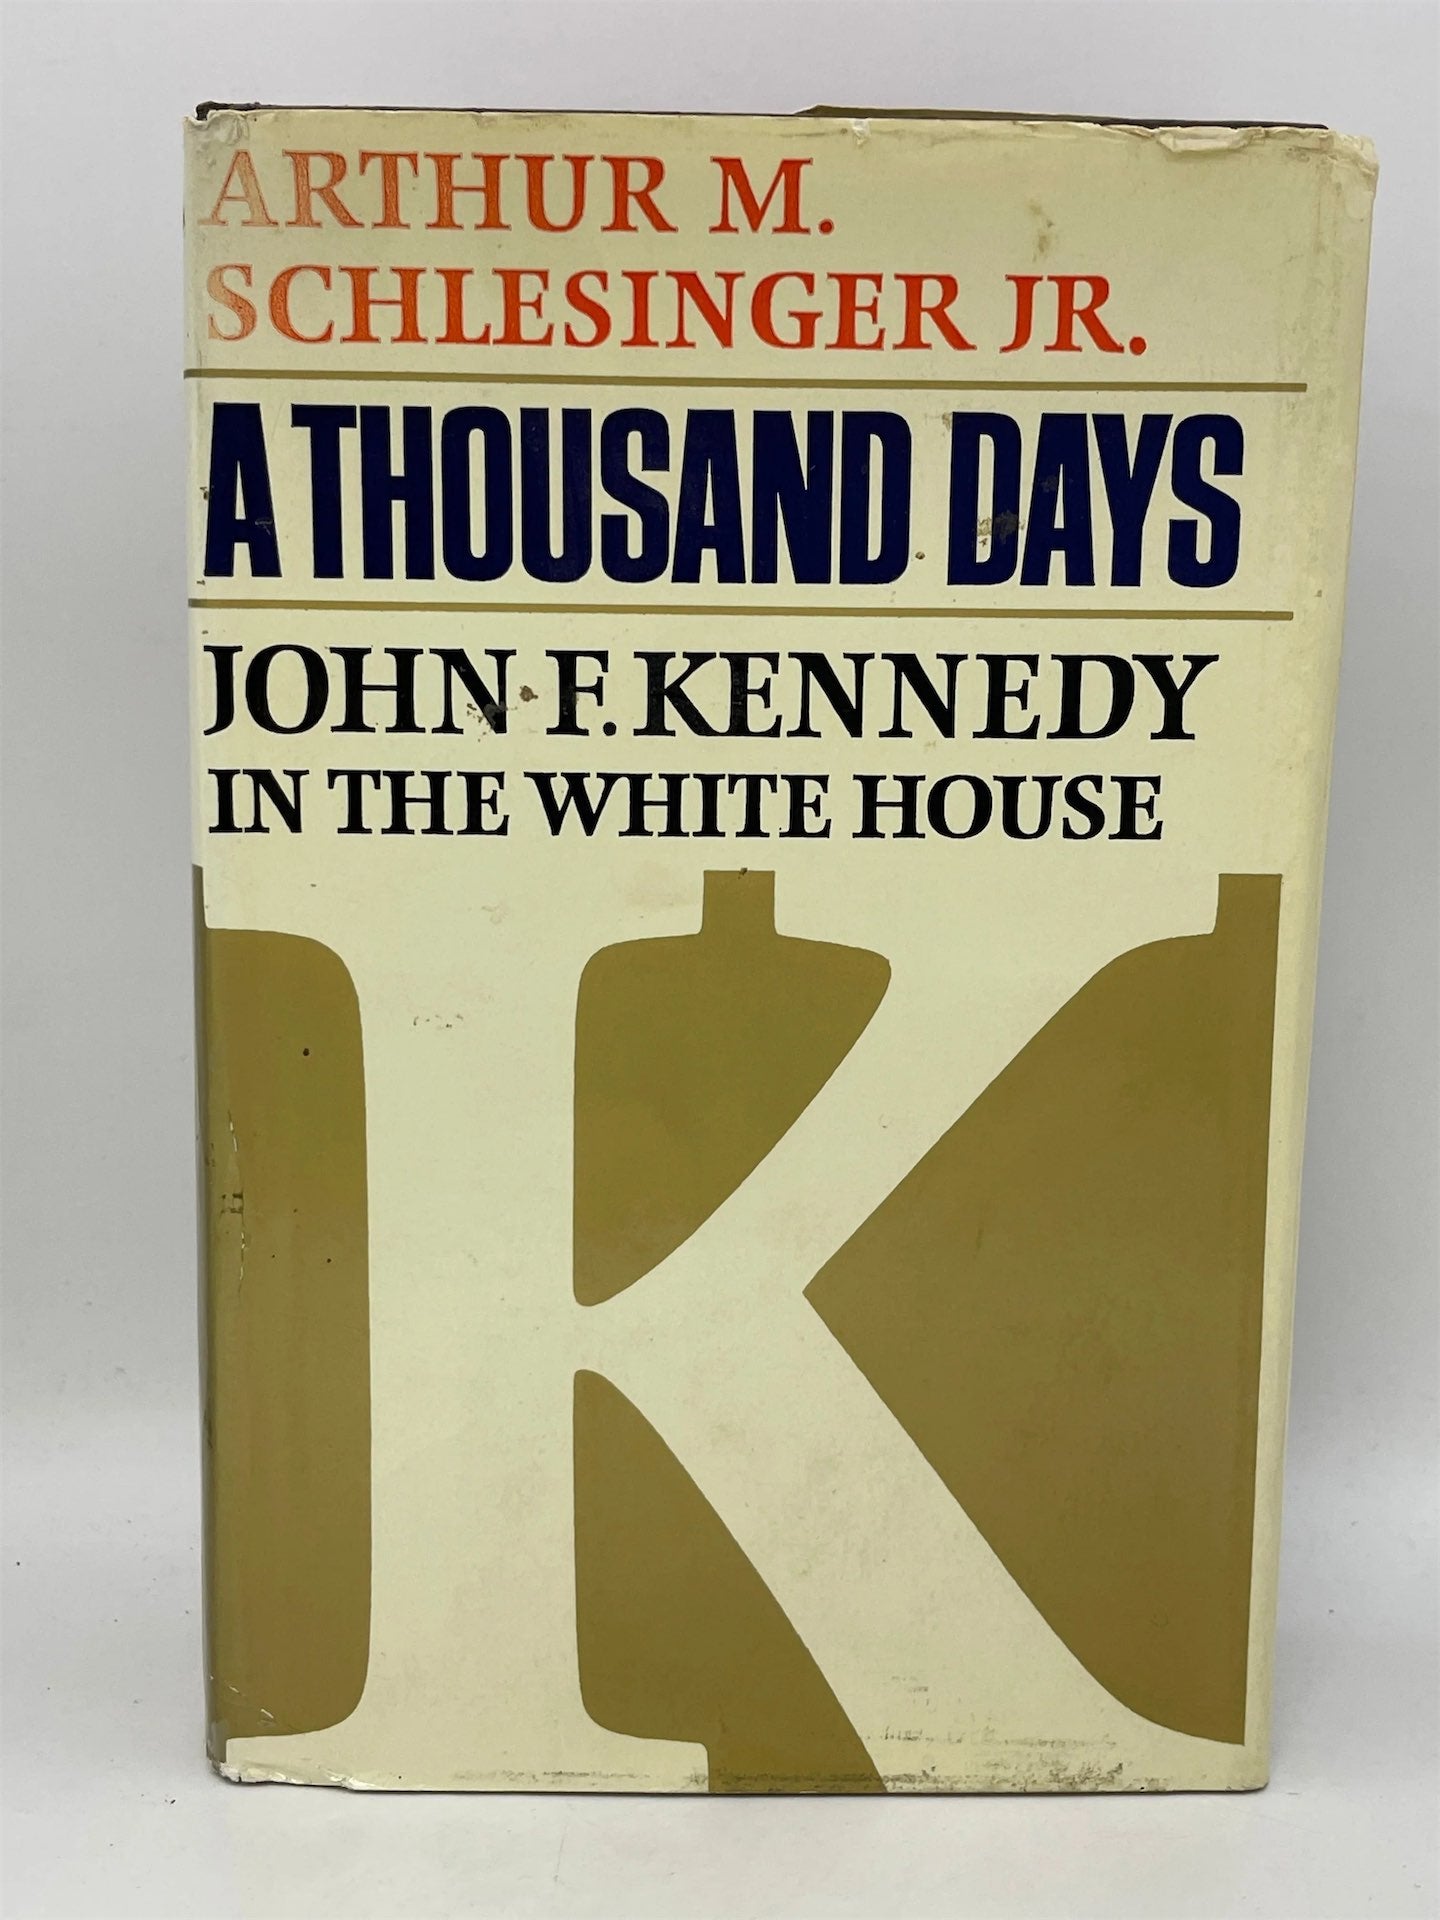 ARTHUR M.
SCHLESINGER JR.
A THOUSAND DAYS
JOHN F. KENNEDY
IN THE WHITE HOUSE
K